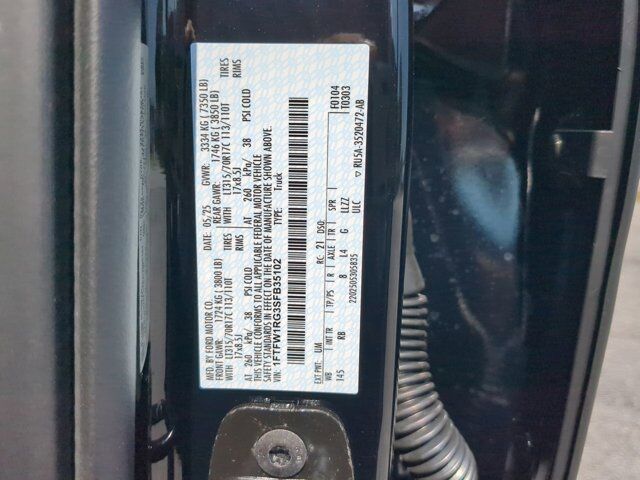 MFD. BY FORD MOTOR CO.
DATE: 05/25 GVWR: 3334 KG ( 7350 LB)
FRONT GAWR: 1724 KG ( 3800 LB) REAR GAWR: 1746 KG ( 3850 LB)
WITH LT315/70R17C 113/110T TIRES WITH LT315/70R17C 113/110T TIRES
17x8.5J RIMS 17x8.5J RIMS
AT 260 kPa/ 38 PSI COLD AT 260 kPa/ 38 PSI COLD
THIS VEHICLE CONFORMS TO ALL APPLICABLE FEDERAL MOTOR VEHICLE
SAFETY STANDARDS IN EFFECT ON THE DATE OF MANUFACTURE SHOWN ABOVE.
VIN: 1FTFW1RG3SFB35102 TYPE: Truck
EXT PNT: UM RC: 21 DSO: F0104
WB INT TR TP/PS R AXLE TR SPR T0303
145 RB 8 L4 G LLZZ
2202505305835 ULC RU5A-3520472-AB